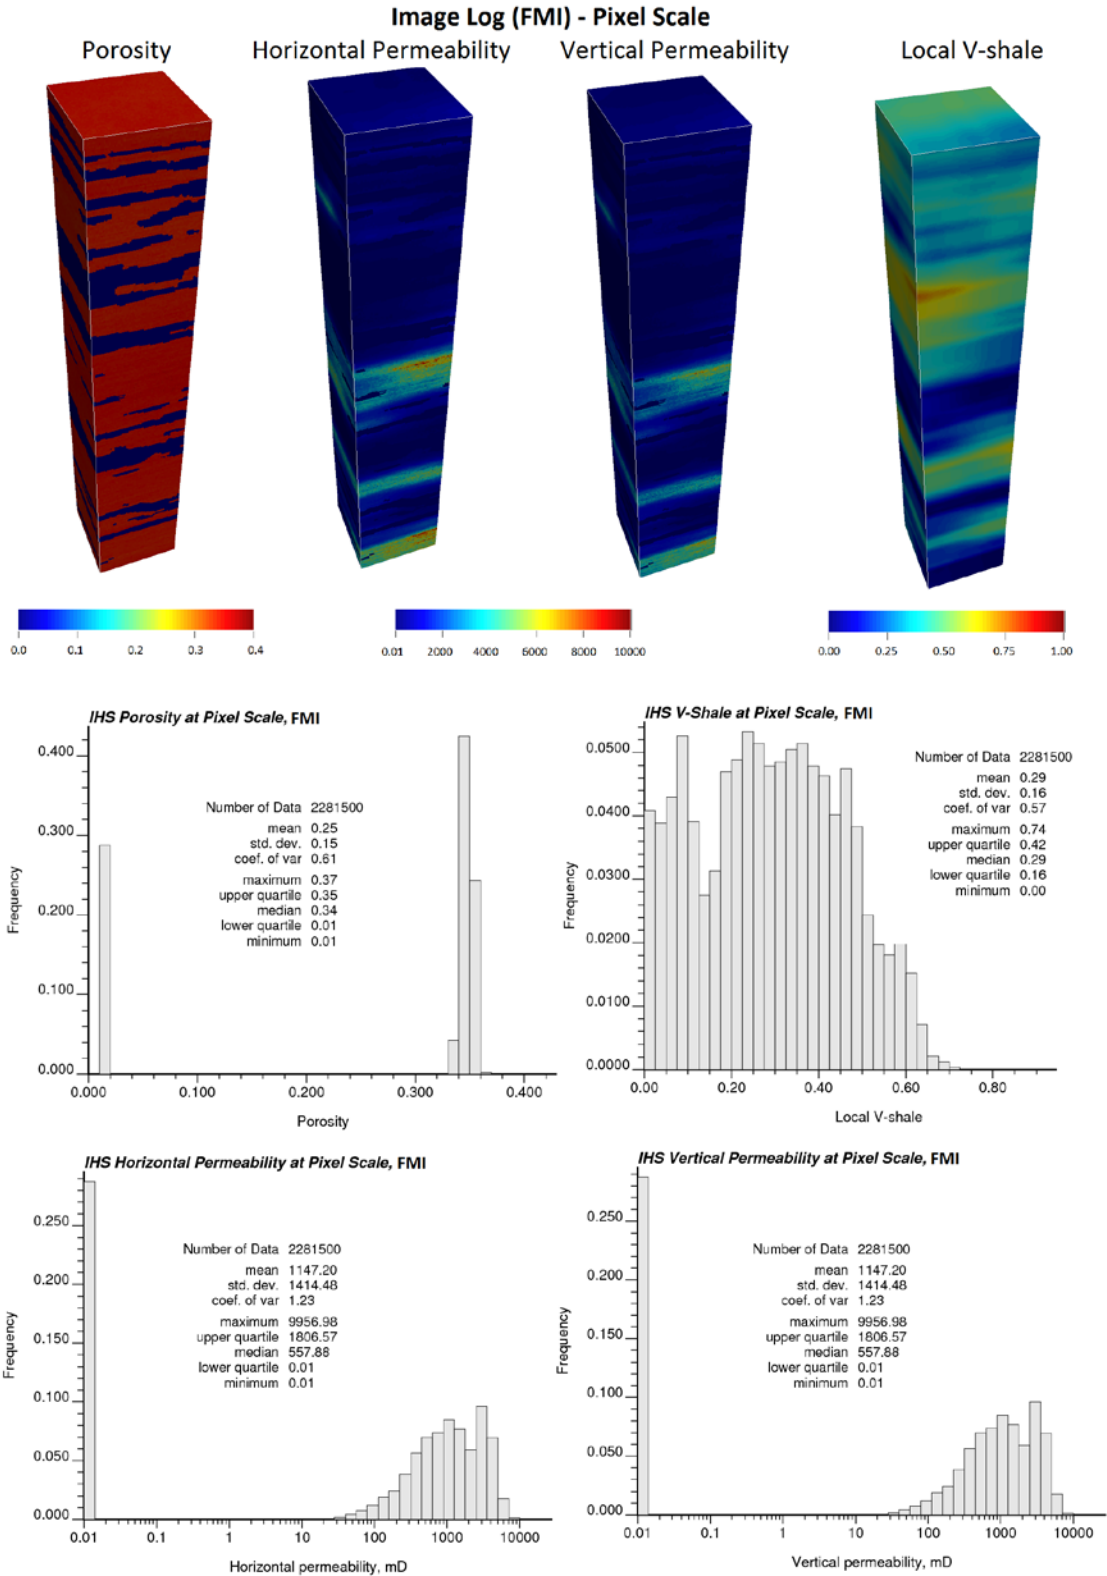 Image Log (FMI) - Pixel Scale
Porosity
Horizontal Permeability
Vertical Permeability
Local V-shale
0.0 0.1 0.2 0.3 0.4
0.01 2000 4000 6000 8000 10000
0.00 0.25 0.50 0.75 1.00
IHS Porosity at Pixel Scale, FMI
0.400
0.300
0.200
0.100
0.000
Frequency
Number of Data 2281500
mean 0.25
std. dev. 0.15
coef. of var 0.61
maximum 0.37
upper quartile 0.35
median 0.34
lower quartile 0.01
minimum 0.01
0.000 0.100 0.200 0.300 0.400
Porosity
IHS V-Shale at Pixel Scale, FMI
0.0500
0.0400
0.0300
0.0200
0.0100
0.0000
Frequency
Number of Data 2281500
mean 0.29
std. dev. 0.16
coef. of var 0.57
maximum 0.74
upper quartile 0.42
median 0.29
lower quartile 0.16
minimum 0.00
0.00 0.20 0.40 0.60 0.80
Local V-shale
IHS Horizontal Permeability at Pixel Scale, FMI
0.250
0.200
0.150
0.100
0.050
0.000
Frequency
Number of Data 2281500
mean 1147.20
std. dev. 1414.48
coef. of var 1.23
maximum 9956.98
upper quartile 1806.57
median 557.88
lower quartile 0.01
minimum 0.01
0.01 0.1 1 10 100 1000 10000
Horizontal permeability, mD
IHS Vertical Permeability at Pixel Scale, FMI
0.250
0.200
0.150
0.100
0.050
0.000
Frequency
Number of Data 2281500
mean 1147.20
std. dev. 1414.48
coef. of var 1.23
maximum 9956.98
upper quartile 1806.57
median 557.88
lower quartile 0.01
minimum 0.01
0.01 0.1 1 10 100 1000 10000
Vertical permeability, mD